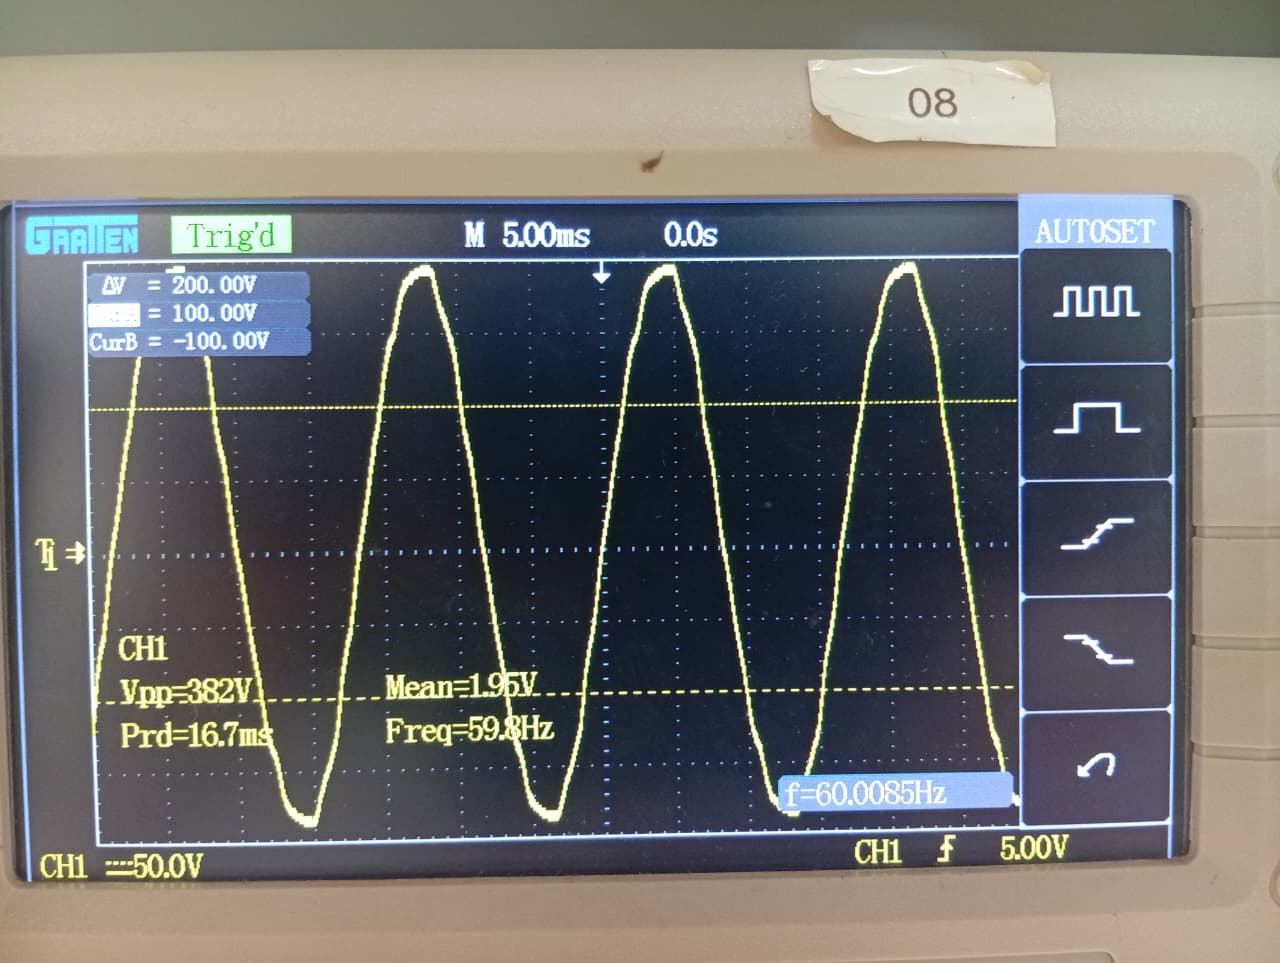 08
GRATTEN Trig'd M 5.00ms 0.0s AUTOSET
ΔV = 200.00V
= 100.00V
CurB = -100.00V
T
CH1
Vpp=382V Mean=1.95V
Prd=16.7ms Freq=59.8Hz
f=60.0085Hz
CH1 50.0V CH1 5.00V